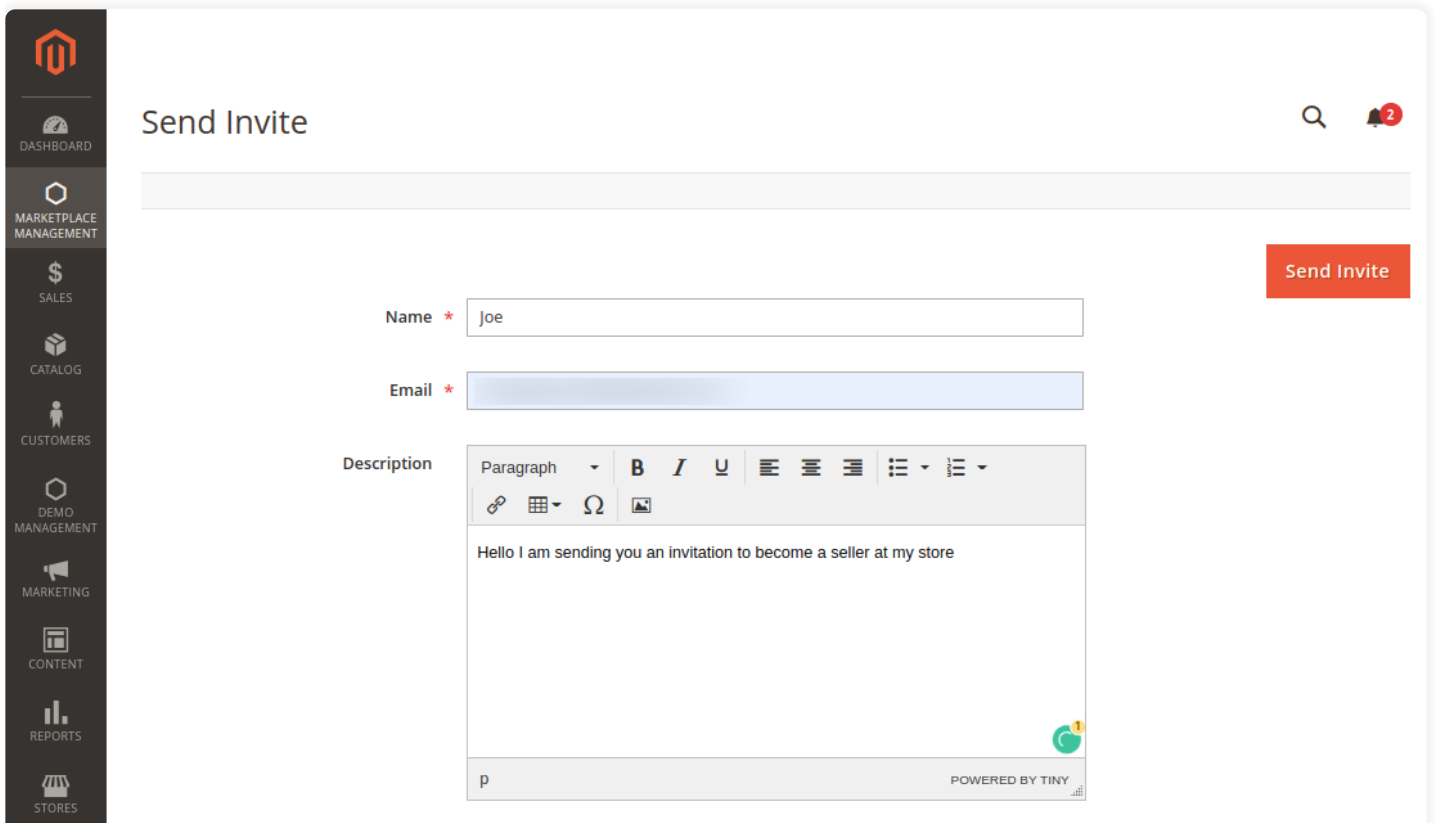 DASHBOARD
MARKETPLACE
MANAGEMENT
$
SALES
CATALOG
CUSTOMERS
DEMO
MANAGEMENT
MARKETING
CONTENT
REPORTS
STORES
Send Invite
2
Send Invite
Name *
Joe
Email *
Description
Paragraph B I U
Ω
Hello I am sending you an invitation to become a seller at my store
1
p
POWERED BY TINY